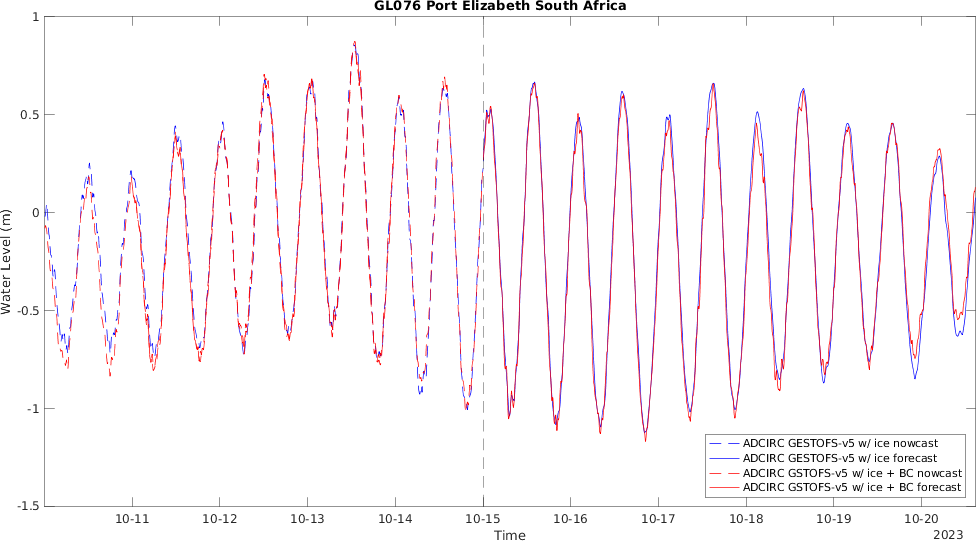 GL076 Port Elizabeth South Africa
1
0.5
0
-0.5
-1
-1.5
Water Level (m)
ADCIRC GESTOFS-v5 w/ ice nowcast
ADCIRC GESTOFS-v5 w/ ice forecast
ADCIRC GSTOFS-v5 w/ ice + BC nowcast
ADCIRC GSTOFS-v5 w/ ice + BC forecast
10-11 10-12 10-13 10-14 10-15 10-16 10-17 10-18 10-19 10-20
Time
2023